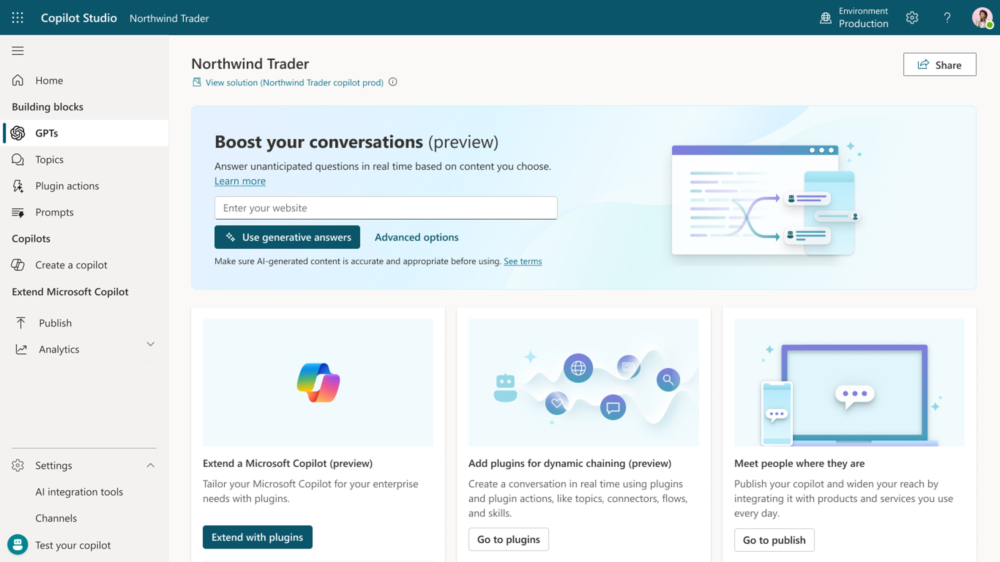 Copilot Studio
Northwind Trader
Environment
Production
Home
Building blocks
GPTs
Topics
Plugin actions
Prompts
Copilots
Create a copilot
Extend Microsoft Copilot
Publish
Analytics
Settings
AI integration tools
Channels
Test your copilot
Northwind Trader
Share
View solution (Northwind Trader copilot prod)
Boost your conversations (preview)
Answer unanticipated questions in real time based on content you choose.
Learn more
Enter your website
Use generative answers
Advanced options
Make sure AI-generated content is accurate and appropriate before using. See terms
Extend a Microsoft Copilot (preview)
Tailor your Microsoft Copilot for your enterprise
needs with plugins.
Extend with plugins
Add plugins for dynamic chaining (preview)
Create a conversation in real time using plugins
and plugin actions, like topics, connectors, flows,
and skills.
Go to plugins
Meet people where they are
Publish your copilot and widen your reach by
integrating it with products and services you use
every day.
Go to publish